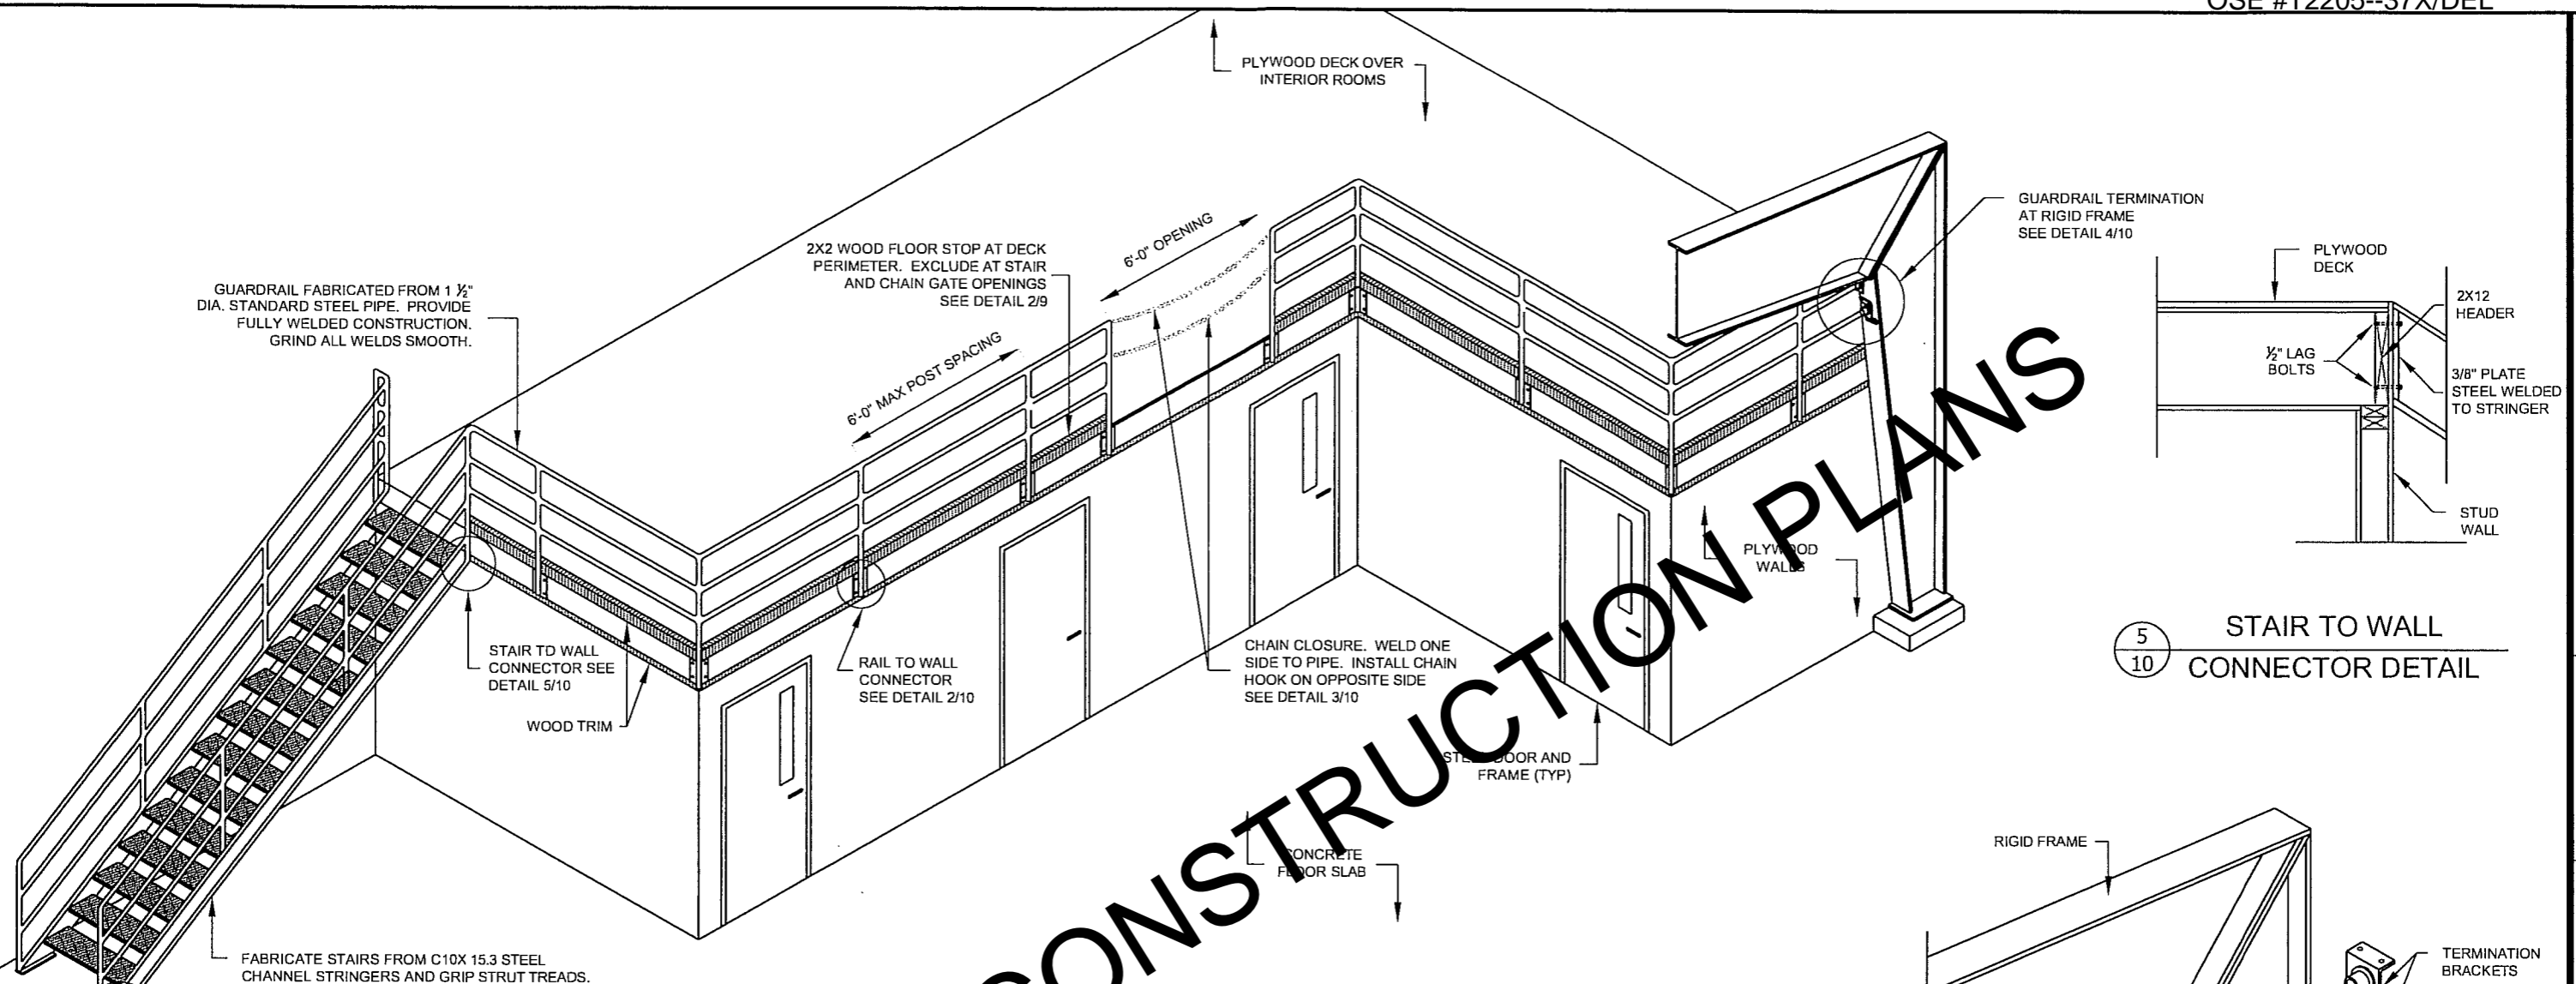 OSE #T2205--37X/DEL
PLYWOOD DECK OVER
INTERIOR ROOMS
GUARDRAIL TERMINATION
AT RIGID FRAME
SEE DETAIL 4/10
2X2 WOOD FLOOR STOP AT DECK
PERIMETER. EXCLUDE AT STAIR
AND CHAIN GATE OPENINGS
SEE DETAIL 2/9
6'-0" OPENING
GUARDRAIL FABRICATED FROM 1 ½"
DIA. STANDARD STEEL PIPE. PROVIDE
FULLY WELDED CONSTRUCTION.
GRIND ALL WELDS SMOOTH.
6'-0" MAX POST SPACING
PLYWOOD
DECK
2X12
HEADER
½" LAG
BOLTS
3/8" PLATE
STEEL WELDED
TO STRINGER
STUD
WALL
5
10
STAIR TO WALL
CONNECTOR DETAIL
PLYWOOD
WALLS
STAIR TO WALL
CONNECTOR SEE
DETAIL 5/10
WOOD TRIM
RAIL TO WALL
CONNECTOR
SEE DETAIL 2/10
CHAIN CLOSURE. WELD ONE
SIDE TO PIPE. INSTALL CHAIN
HOOK ON OPPOSITE SIDE
SEE DETAIL 3/10
STEEL DOOR AND
FRAME (TYP)
CONCRETE
FLOOR SLAB
CONSTRUCTION PLANS
FABRICATE STAIRS FROM C10X 15.3 STEEL
CHANNEL STRINGERS AND GRIP STRUT TREADS.
RIGID FRAME
TERMINATION
BRACKETS